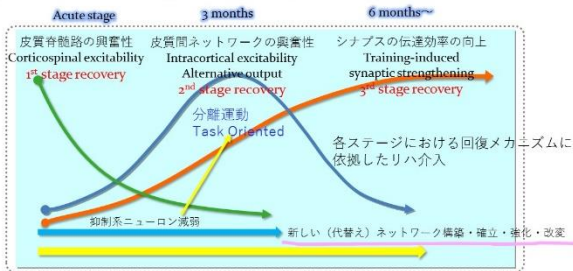 Acute stage
3 months
6 months～
皮質脊髄路の興奮性
Corticospinal excitability
1st stage recovery
皮質間ネットワークの興奮性
Intracortical excitability
Alternative output
2nd stage recovery
シナプスの伝達効率の向上
Training-induced
synaptic strengthening
3rd stage recovery
分離運動
Task Oriented
各ステージにおける回復メカニズムに
依拠したリハ介入
抑制系ニューロン減弱
新しい（代替え）ネットワーク構築・確立・強化・改変